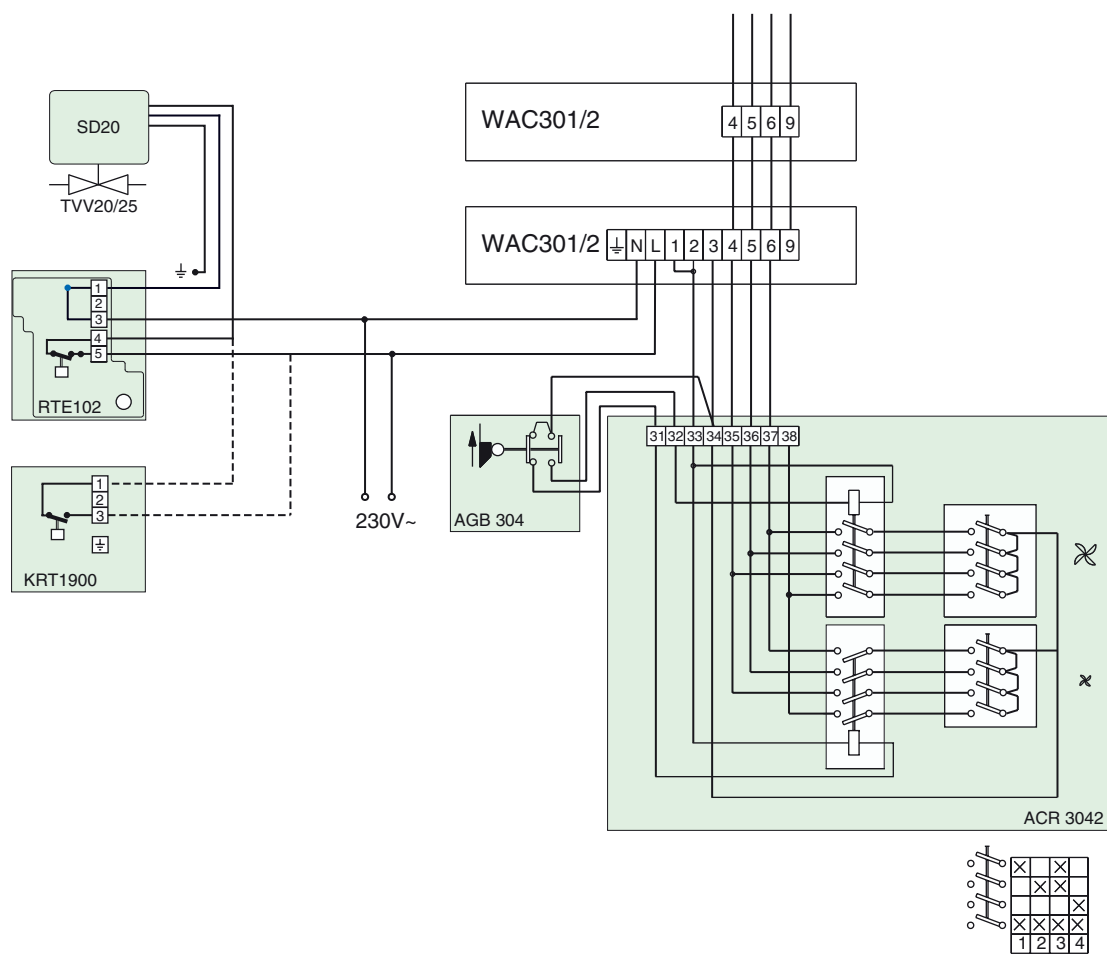 WAC301/2
4 5 6 9
SD20
TVV20/25
WAC301/2
N L 1 2 3 4 5 6 9
1
2
3
4
5
RTE102
1
2
3
KRT1900
230V~
AGB 304
31 32 33 34 35 36 37 38
ACR 3042
1 2 3 4